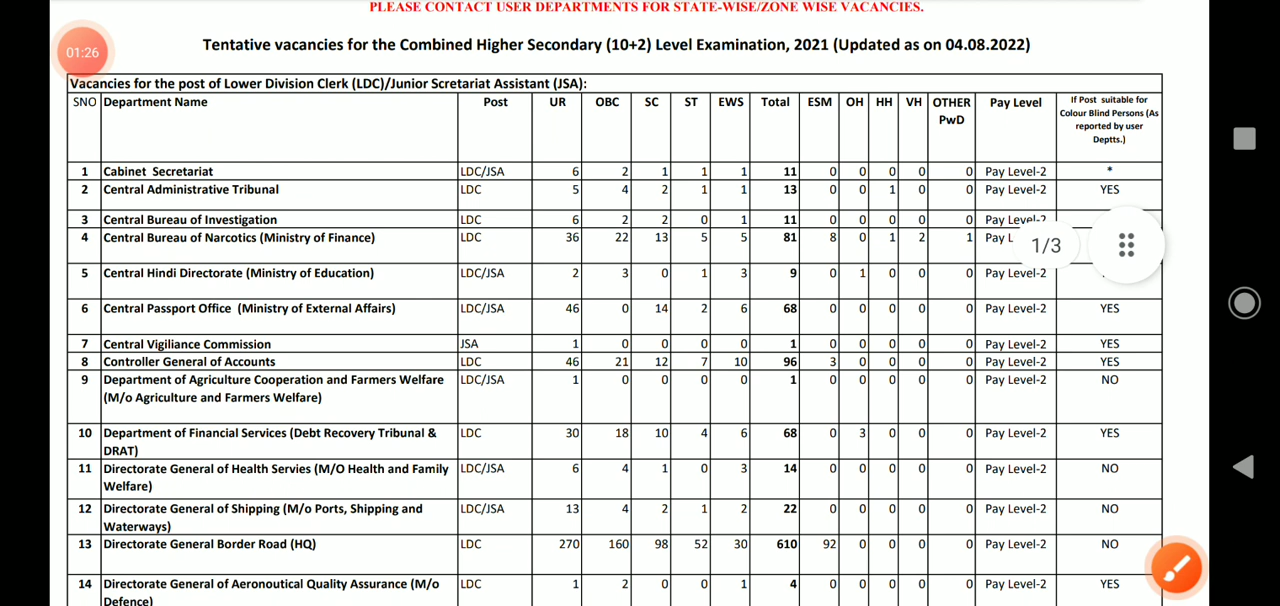 PLEASE CONTACT USER DEPARTMENTS FOR STATE-WISE/ZONE WISE VACANCIES.
01:26
Tentative vacancies for the Combined Higher Secondary (10+2) Level Examination, 2021 (Updated as on 04.08.2022)
Vacancies for the post of Lower Division Clerk (LDC)/Junior Scretariat Assistant (JSA):
SNO Department Name Post UR OBC SC ST EWS Total ESM OH HH VH OTHER PwD Pay Level If Post suitable for Colour Blind Persons (As reported by user Deptts.)
1 Cabinet Secretariat LDC/JSA 6 2 1 1 1 11 0 0 0 0 0 Pay Level-2 *
2 Central Administrative Tribunal LDC 5 4 2 1 1 13 0 0 1 0 0 Pay Level-2 YES
3 Central Bureau of Investigation LDC 6 2 2 0 1 11 0 0 0 0 0 Pay Level-2
4 Central Bureau of Narcotics (Ministry of Finance) LDC 36 22 13 5 5 81 8 0 1 2 1 Pay L
1/3
5 Central Hindi Directorate (Ministry of Education) LDC/JSA 2 3 0 1 3 9 0 1 0 0 0 Pay Level-2
6 Central Passport Office (Ministry of External Affairs) LDC/JSA 46 0 14 2 6 68 0 0 0 0 0 Pay Level-2 YES
7 Central Vigiliance Commission JSA 1 0 0 0 0 1 0 0 0 0 0 Pay Level-2 YES
8 Controller General of Accounts LDC 46 21 12 7 10 96 3 0 0 0 0 Pay Level-2 YES
9 Department of Agriculture Cooperation and Farmers Welfare LDC/JSA 1 0 0 0 0 1 0 0 0 0 0 Pay Level-2 NO
(M/o Agriculture and Farmers Welfare)
10 Department of Financial Services (Debt Recovery Tribunal & LDC 30 18 10 4 6 68 0 3 0 0 0 Pay Level-2 YES
DRAT)
11 Directorate General of Health Servies (M/O Health and Family LDC/JSA 6 4 1 0 3 14 0 0 0 0 0 Pay Level-2 NO
Welfare)
12 Directorate General of Shipping (M/o Ports, Shipping and LDC/JSA 13 4 2 1 2 22 0 0 0 0 0 Pay Level-2 NO
Waterways)
13 Directorate General Border Road (HQ) LDC 270 160 98 52 30 610 92 0 0 0 0 Pay Level-2 NO
14 Directorate General of Aeronoutical Quality Assurance (M/o LDC 1 2 0 0 1 4 0 0 0 0 0 Pay Level-2 YES
Defence)